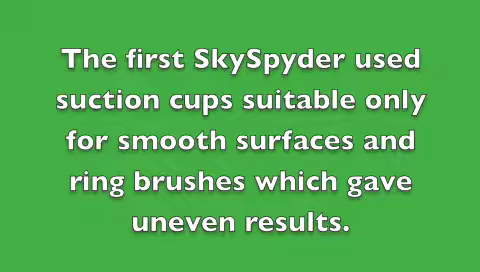 The first SkySpyder used
suction cups suitable only
for smooth surfaces and
ring brushes which gave
uneven results.